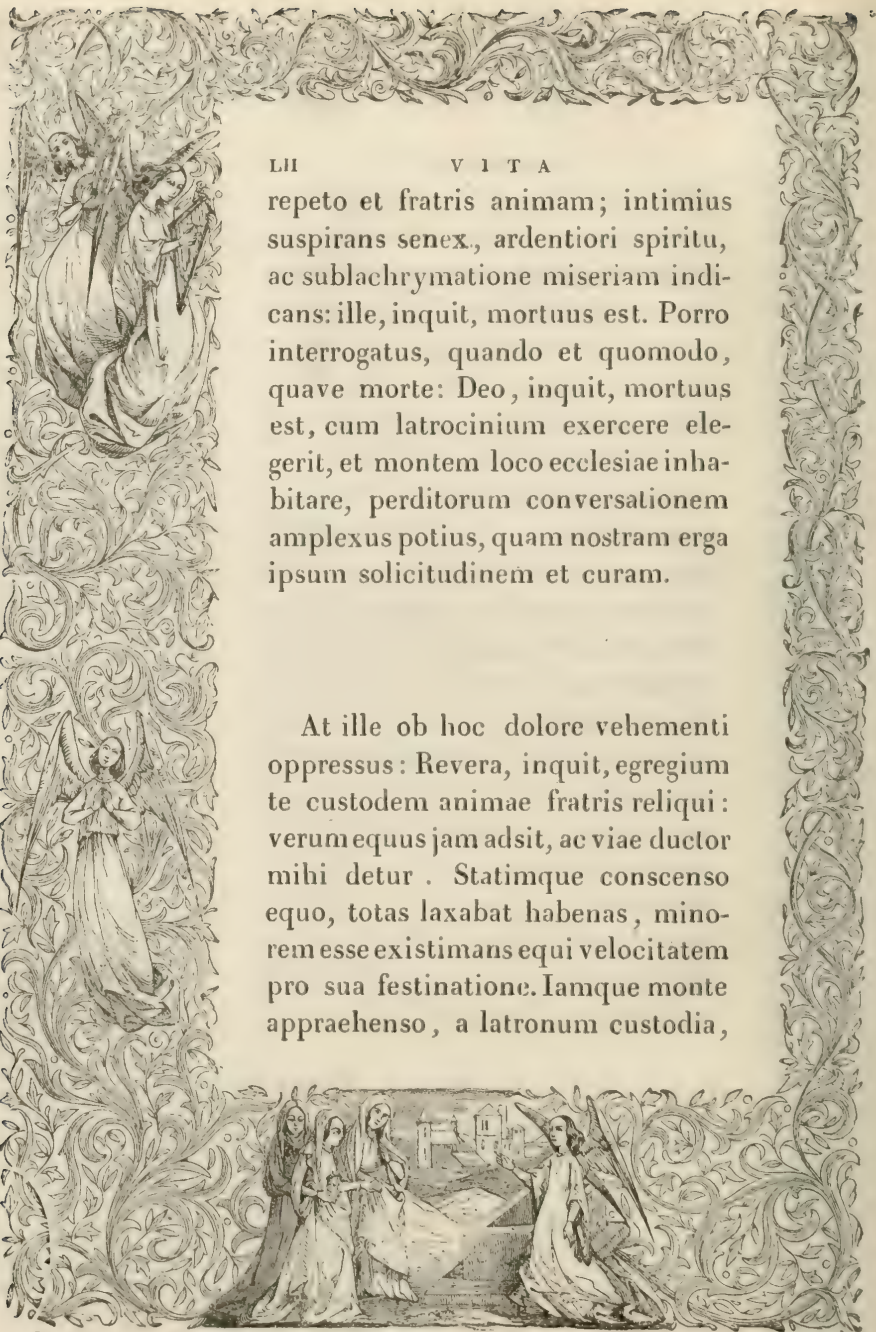 LII V I T A
repeto et fratris animam; intimius
suspirans senex., ardentiori spiritu,
ac sublachrymatione miseriam indi-
cans: ille, inquit, mortuus est. Porro
interrogatus, quando et quomodo,
quave morte: Deo, inquit, mortuus
est, cum latrocinium exercere ele-
gerit, et montem loco ecclesiae inha-
bitare, perditorum conversationem
amplexus potius, quam nostram erga
ipsum solicitudinem et curam.
At ille ob hoc dolore vehementi
oppressus: Revera, inquit, egregium
te custodem animae fratris reliqui:
verum equus jam adsit, ac viae ductor
mihi detur . Statimque conscenso
equo, totas laxabat habenas, mino-
rem esse existimans equi velocitatem
pro sua festinatione. Iamque monte
appraehenso, a latronum custodia,